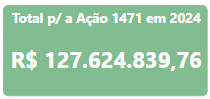 Total p/ a Ação 1471 em 2024
R$ 127.624.839,76